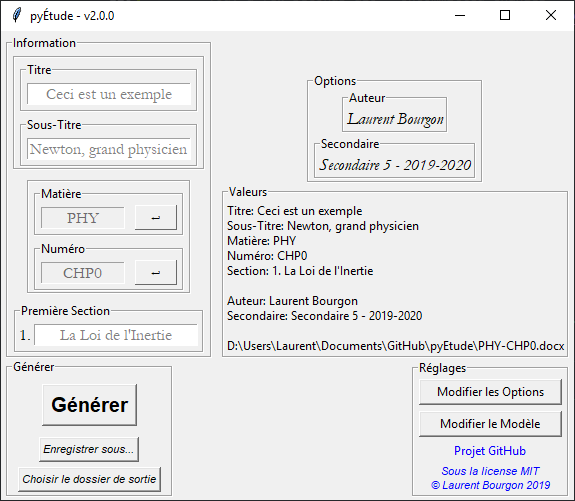 pyÉtude - v2.0.0
Information
Titre
Ceci est un exemple
Sous-Titre
Newton, grand physicien
Matière
PHY
↩
Numéro
CHP0
↩
Première Section
1. La Loi de l'Inertie
Options
Auteur
Laurent Bourgon
Secondaire
Secondaire 5 - 2019-2020
Valeurs
Titre: Ceci est un exemple
Sous-Titre: Newton, grand physicien
Matière: PHY
Numéro: CHP0
Section: 1. La Loi de l'Inertie
Auteur: Laurent Bourgon
Secondaire: Secondaire 5 - 2019-2020
D:\Users\Laurent\Documents\GitHub\pyEtude\PHY-CHP0.docx
Générer
Générer
Enregistrer sous...
Choisir le dossier de sortie
Réglages
Modifier les Options
Modifier le Modèle
Projet GitHub
Sous la license MIT
© Laurent Bourgon 2019